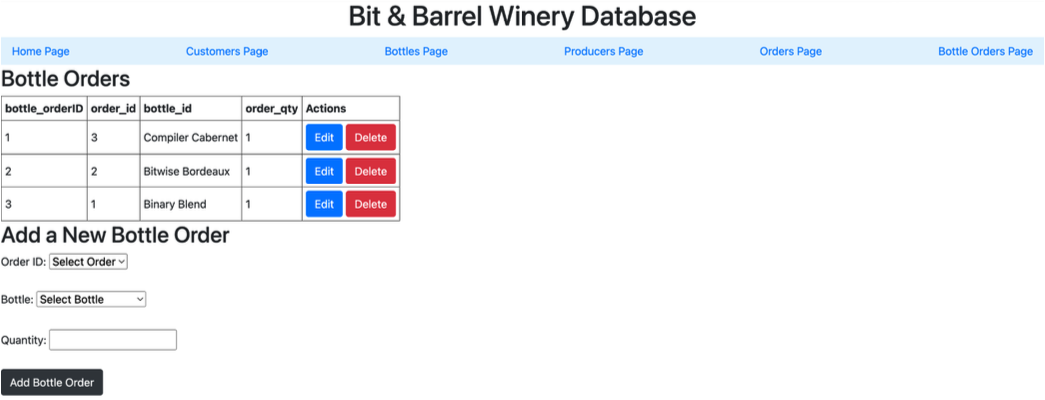 Bit & Barrel Winery Database
Home Page Customers Page Bottles Page Producers Page Orders Page Bottle Orders Page
Bottle Orders
bottle_orderID order_id bottle_id order_qty Actions
1 3 Compiler Cabernet 1 Edit Delete
2 2 Bitwise Bordeaux 1 Edit Delete
3 1 Binary Blend 1 Edit Delete
Add a New Bottle Order
Order ID: Select Order
Bottle: Select Bottle
Quantity:
Add Bottle Order